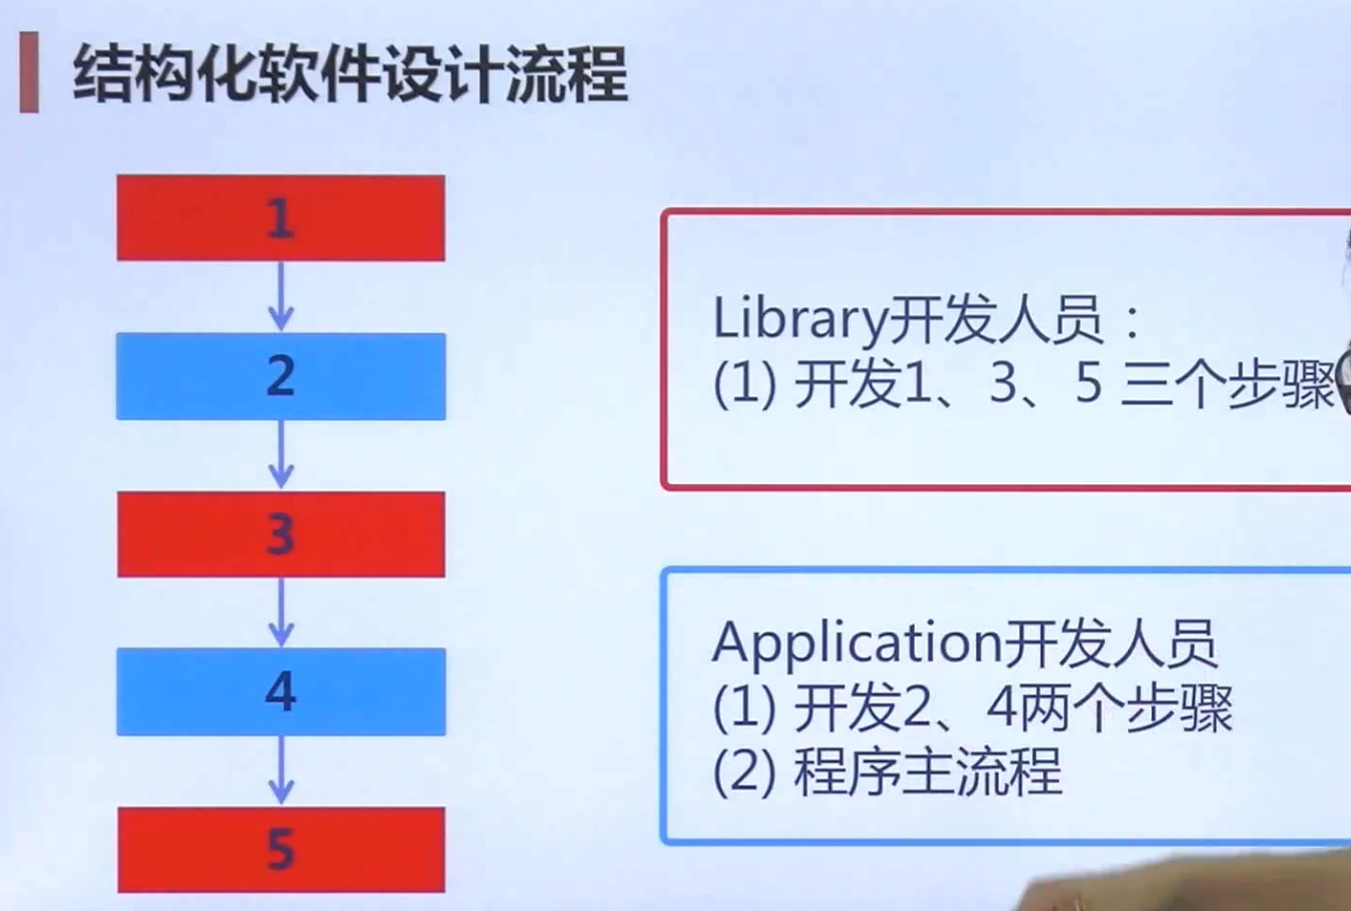 结构化软件设计流程
1
2
3
4
5
Library开发人员：
(1) 开发1、3、5 三个步骤
Application开发人员
(1) 开发2、4两个步骤
(2) 程序主流程